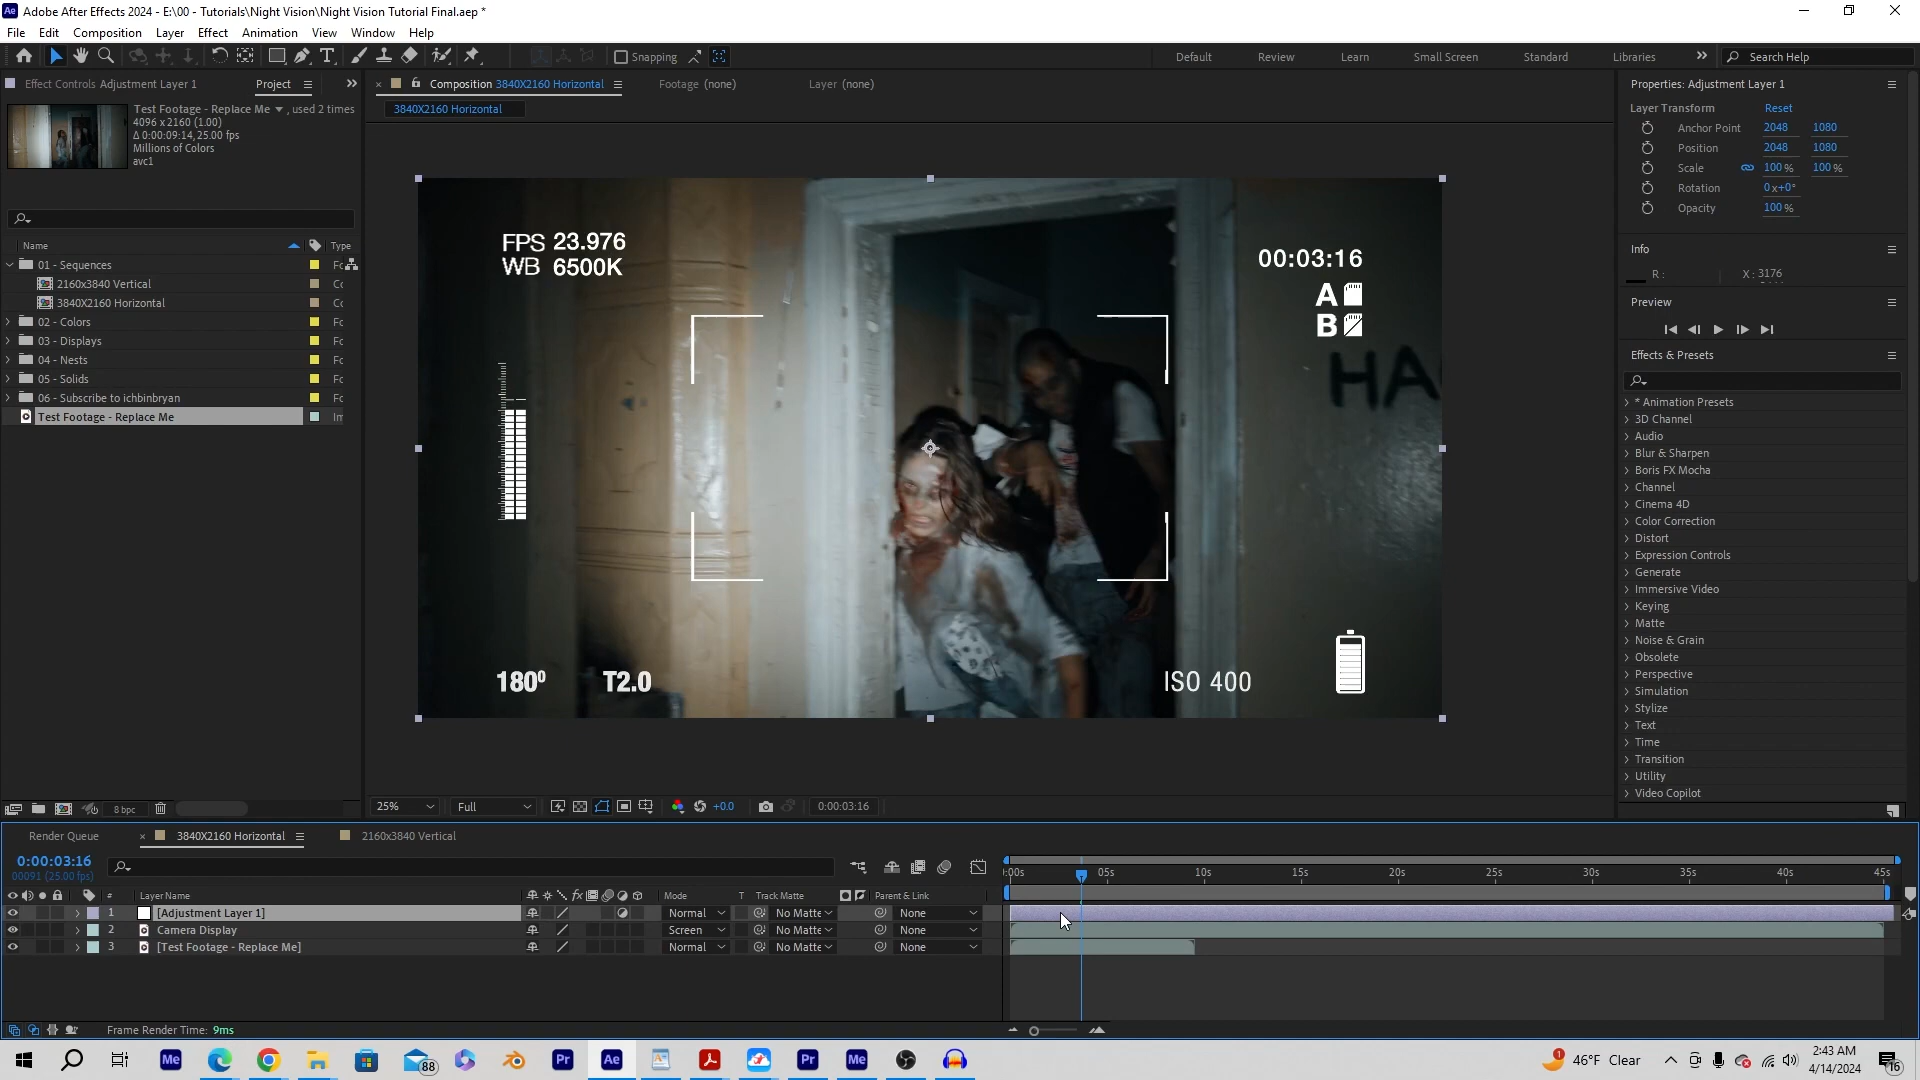 Adobe After Effects 2024 - E:\00 - Tutorials\Night Vision\Night Vision Tutorial Final.aep *
File Edit Composition Layer Effect Animation View Window Help
Snapping
Default Review Learn Small Screen Standard Libraries Search Help
Effect Controls Adjustment Layer 1 Project
Composition 3840X2160 Horizontal Footage (none) Layer (none)
3840X2160 Horizontal
Test Footage - Replace Me , used 2 times
4096 x 2160 (1.00)
Δ 0:00:09:14, 25.00 fps
Millions of Colors
avc1
Name Type
01 - Sequences
2160x3840 Vertical
3840X2160 Horizontal
02 - Colors
03 - Displays
04 - Nests
05 - Solids
06 - Subscribe to ichbinbryan
Test Footage - Replace Me
8 bpc
FPS 23.976
WB 6500K
00:03:16
A
B
HA
180⁰ T2.0
ISO 400
25% Full +0.0 0:00:03:16
Properties: Adjustment Layer 1
Layer Transform Reset
Anchor Point 2048 1080
Position 2048 1080
Scale 100 % 100 %
Rotation 0x+0°
Opacity 100 %
Info
R : X : 3176
Preview
Effects & Presets
* Animation Presets
3D Channel
Audio
Blur & Sharpen
Boris FX Mocha
Channel
Cinema 4D
Color Correction
Distort
Expression Controls
Generate
Immersive Video
Keying
Matte
Noise & Grain
Obsolete
Perspective
Simulation
Stylize
Text
Time
Transition
Utility
Video Copilot
Render Queue 3840X2160 Horizontal 2160x3840 Vertical
0:00:03:16
00091 (25.00 fps)
:00s 05s 10s 15s 20s 25s 30s 35s 40s 45s
# Layer Name Mode T Track Matte Parent & Link
1 [Adjustment Layer 1] Normal No Matte None
2 Camera Display Screen No Matte None
3 [Test Footage - Replace Me] Normal No Matte None
Frame Render Time: 9ms
88
46°F Clear
2:43 AM
4/14/2024
16